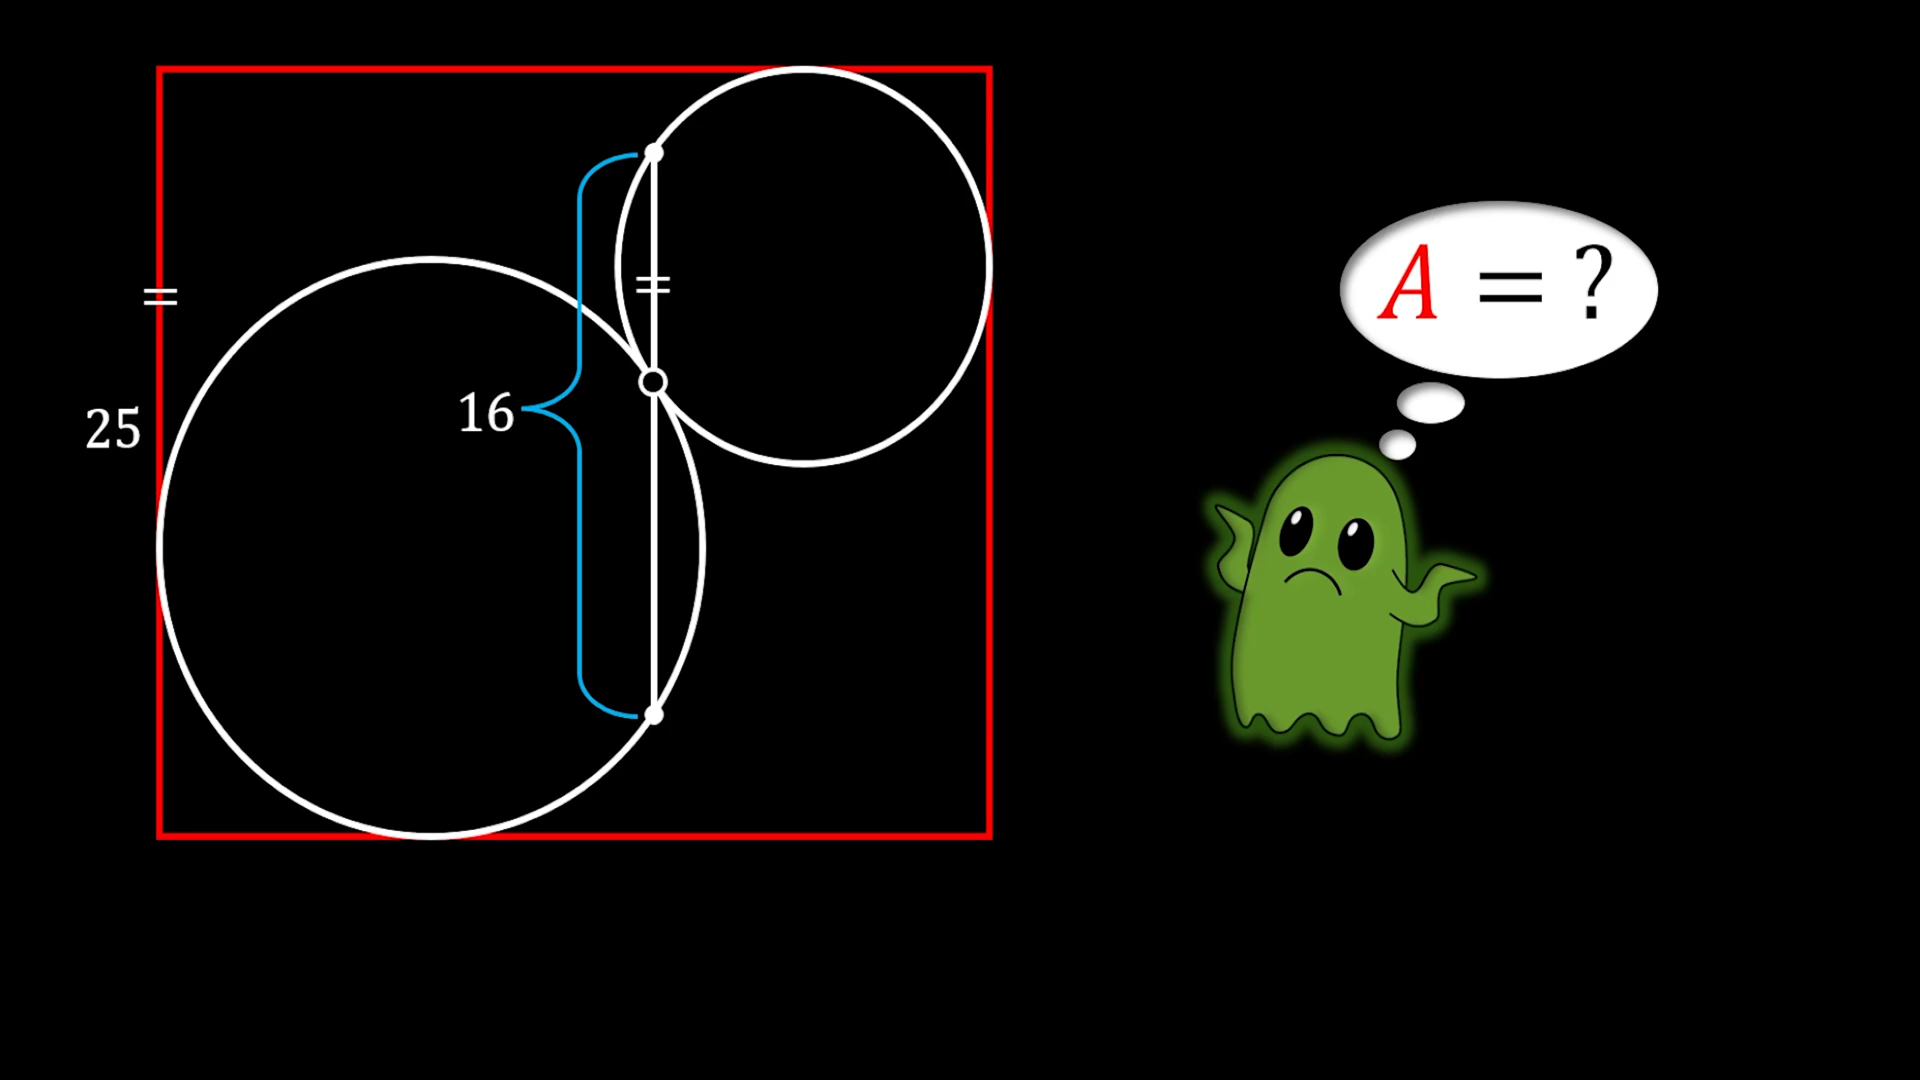 A = ?
=
=
25
16